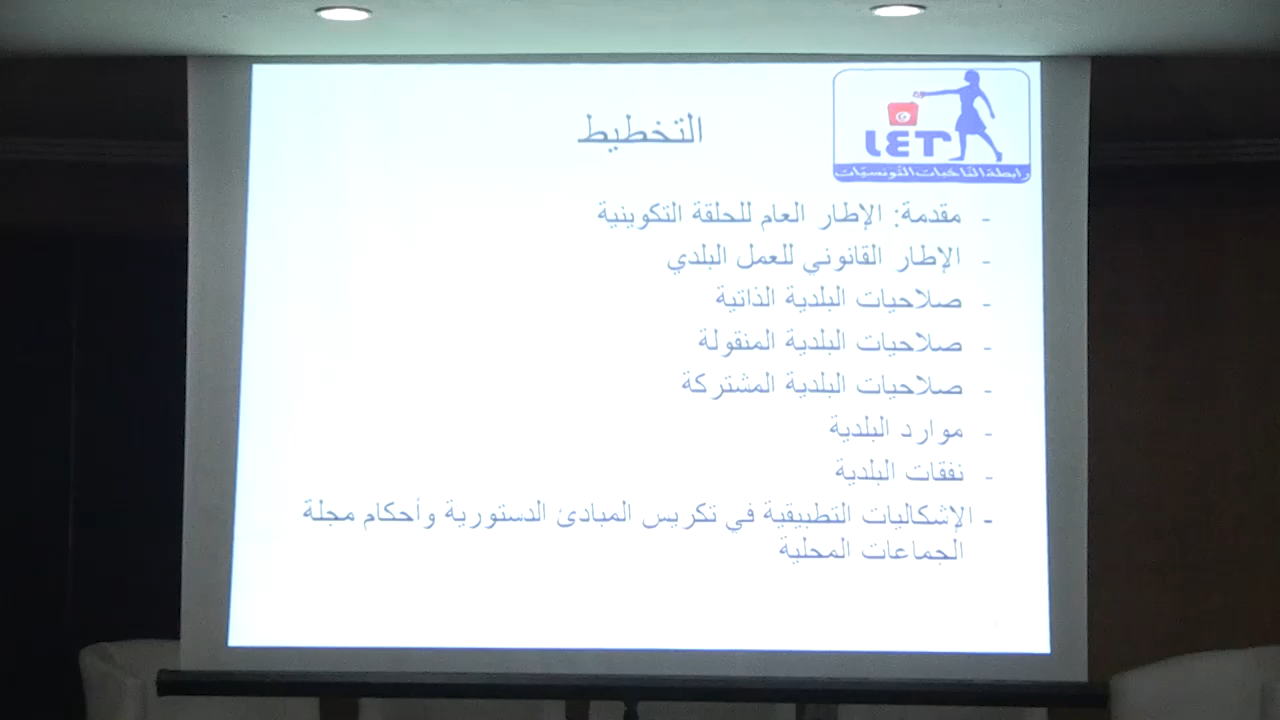 LET
رابطة الناخبات التونسيات
التخطيط
- مقدمة: الإطار العام للحلقة التكوينية
- الإطار القانوني للعمل البلدي
- صلاحيات البلدية الذاتية
- صلاحيات البلدية المنقولة
- صلاحيات البلدية المشتركة
- موارد البلدية
- نفقات البلدية
- الإشكاليات التطبيقية في تكريس المبادئ الدستورية وأحكام مجلة
الجماعات المحلية